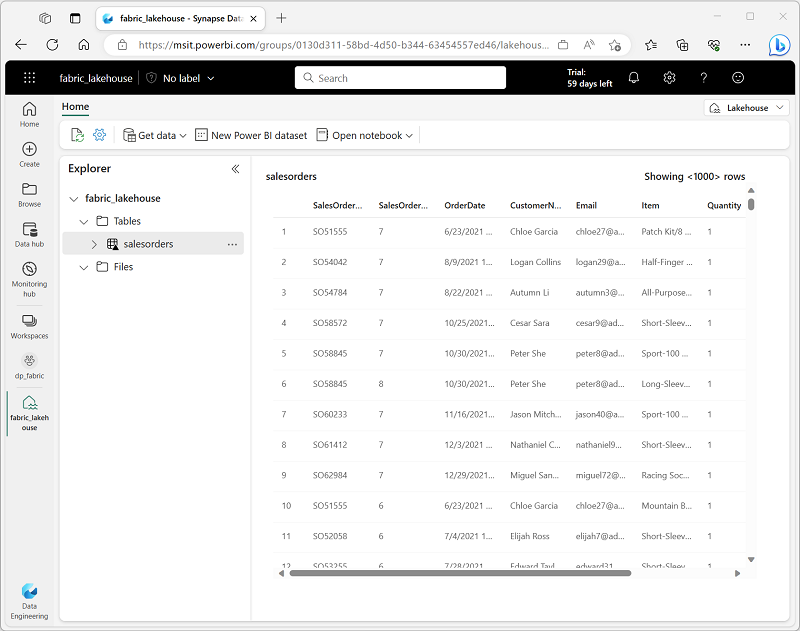 fabric_lakehouse - Synapse Data
https://msit.powerbi.com/groups/0130d311-58bd-4d50-b344-63454557ed46/lakehous...
fabric_lakehouse No label Search Trial: 59 days left ?
Home Lakehouse
Get data New Power BI dataset Open notebook
Home
Create
Browse
Data hub
Monitoring
hub
Workspaces
dp_fabric
fabric_lakeh
ouse
Data
Engineering
Explorer
fabric_lakehouse
Tables
salesorders ...
Files
salesorders Showing <1000> rows
SalesOrder... SalesOrder... OrderDate CustomerN... Email Item Quantity
1 SO51555 7 6/23/2021 ... Chloe Garcia chloe27@a... Patch Kit/8 ... 1
2 SO54042 7 8/9/2021 1... Logan Collins logan29@a... Half-Finger ... 1
3 SO54784 7 8/22/2021 ... Autumn Li autumn3@... All-Purpose... 1
4 SO58572 7 10/25/2021... Cesar Sara cesar9@ad... Short-Sleev... 1
5 SO58845 7 10/30/2021... Peter She peter8@ad... Sport-100 ... 1
6 SO58845 8 10/30/2021... Peter She peter8@ad... Long-Sleev... 1
7 SO60233 7 11/16/2021... Jason Mitch... jason40@a... Sport-100 ... 1
8 SO61412 7 12/3/2021 ... Nathaniel C... nathaniel9... Short-Sleev... 1
9 SO62984 7 12/29/2021... Miguel San... miguel72@... Racing Soc... 1
10 SO51555 6 6/23/2021 ... Chloe Garcia chloe27@a... Mountain B... 1
11 SO52058 6 7/4/2021 1... Elijah Ross elijah7@ad... Short-Sleev... 1
12 SO53255 6 7/28/2021 ... Edward Tayl... edward31... Short-Sleev... 1